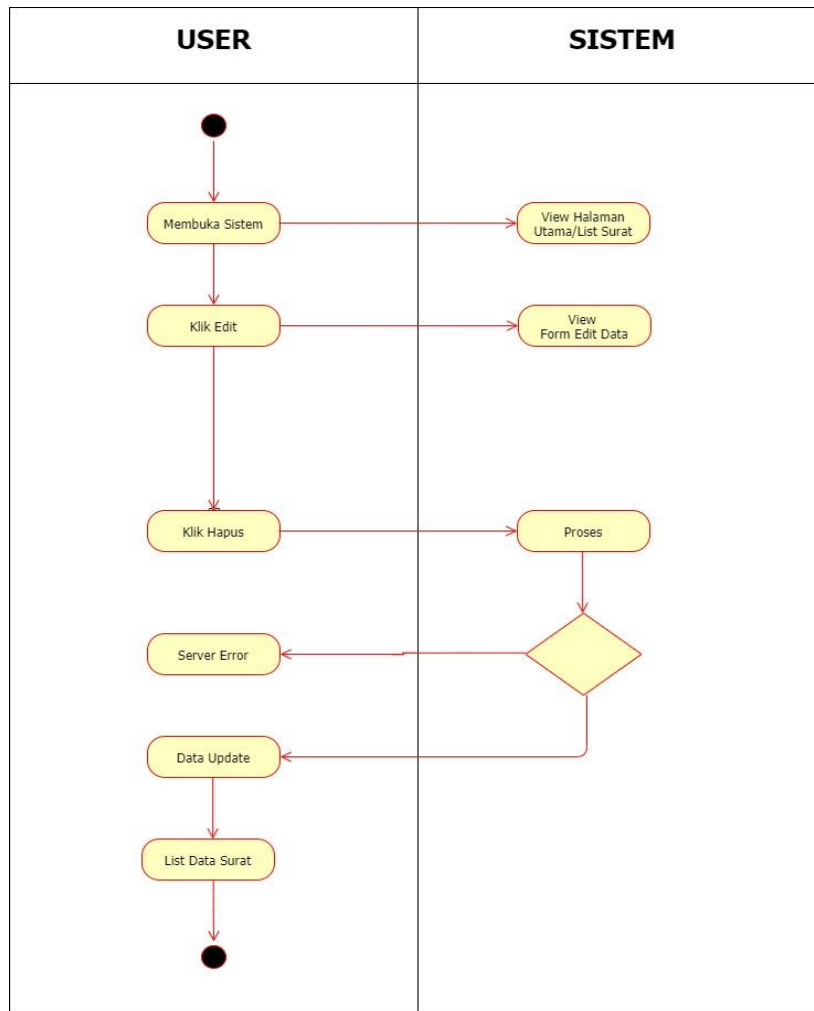 USER
SISTEM
Membuka Sistem
View Halaman
Utama/List Surat
Klik Edit
View
Form Edit Data
Klik Hapus
Proses
Server Error
Data Update
List Data Surat